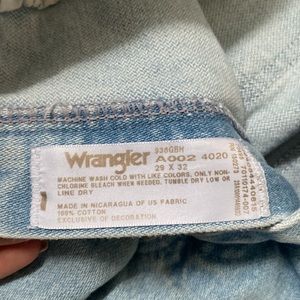 936GBH
Wrangler A002 4020
29 X 32
MACHINE WASH COLD WITH LIKE COLORS, ONLY NON-
CHLORINE BLEACH WHEN NEEDED, TUMBLE DRY LOW OR
LINE DRY
MADE IN NICARAGUA OF US FABRIC
100% COTTON
EXCLUSIVE OF DECORATION